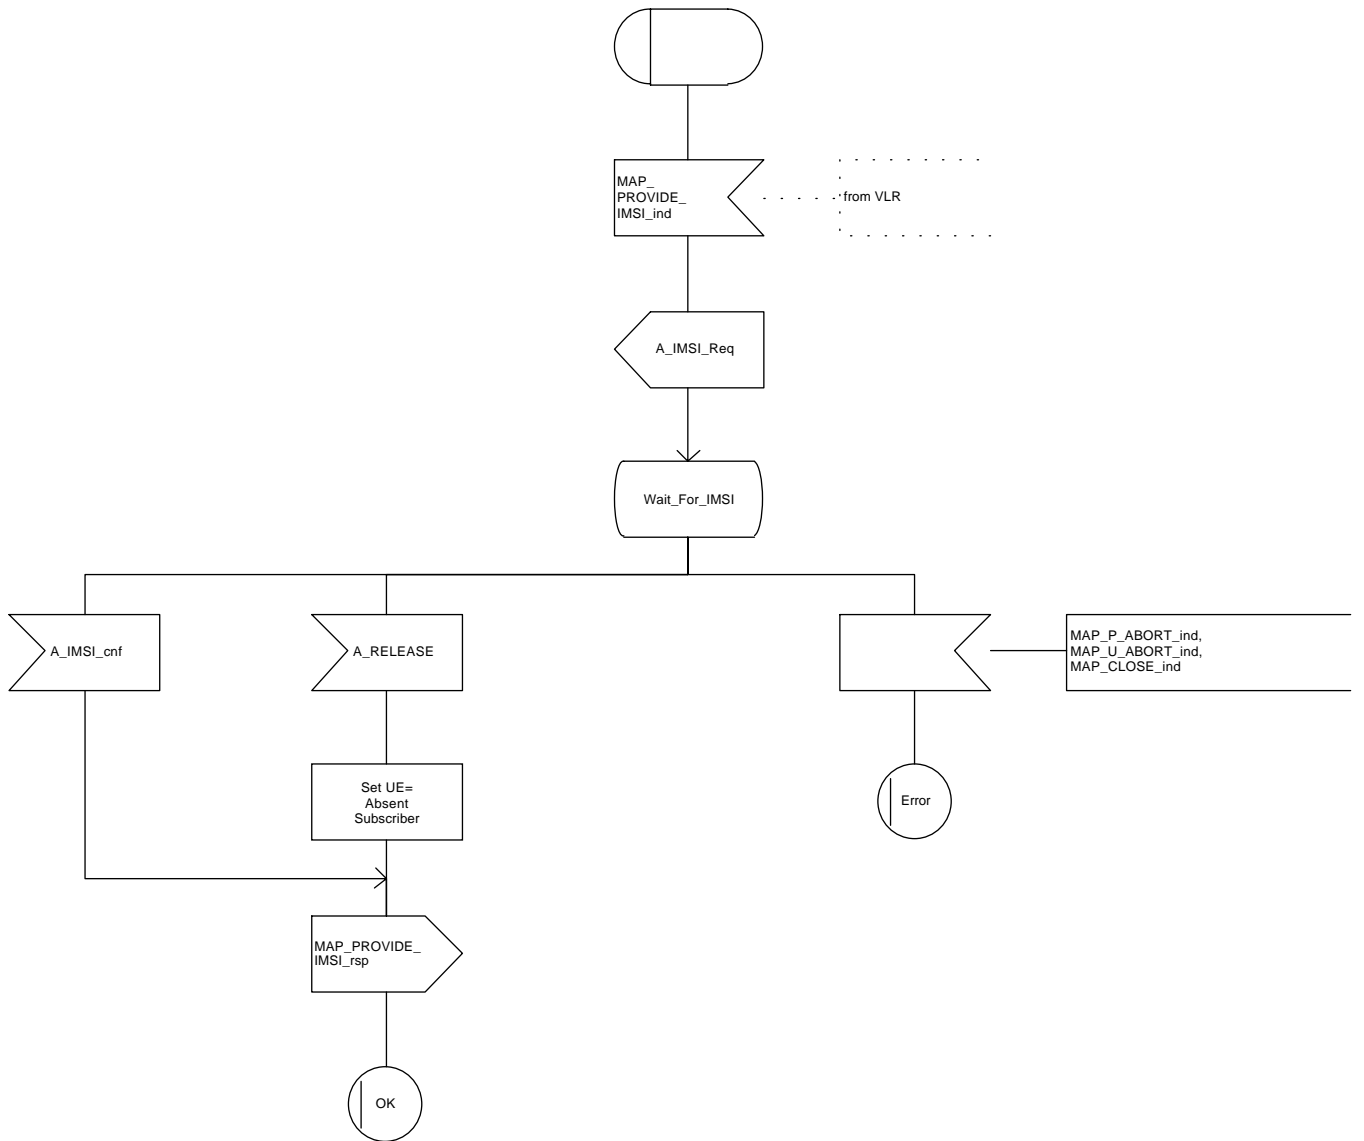 MAP_
PROVIDE_
IMSI_ind
from VLR
A_IMSI_Req
Wait_For_IMSI
A_IMSI_cnf
A_RELEASE
MAP_P_ABORT_ind,
MAP_U_ABORT_ind,
MAP_CLOSE_ind
Set UE=
Absent
Subscriber
Error
MAP_PROVIDE_
IMSI_rsp
OK